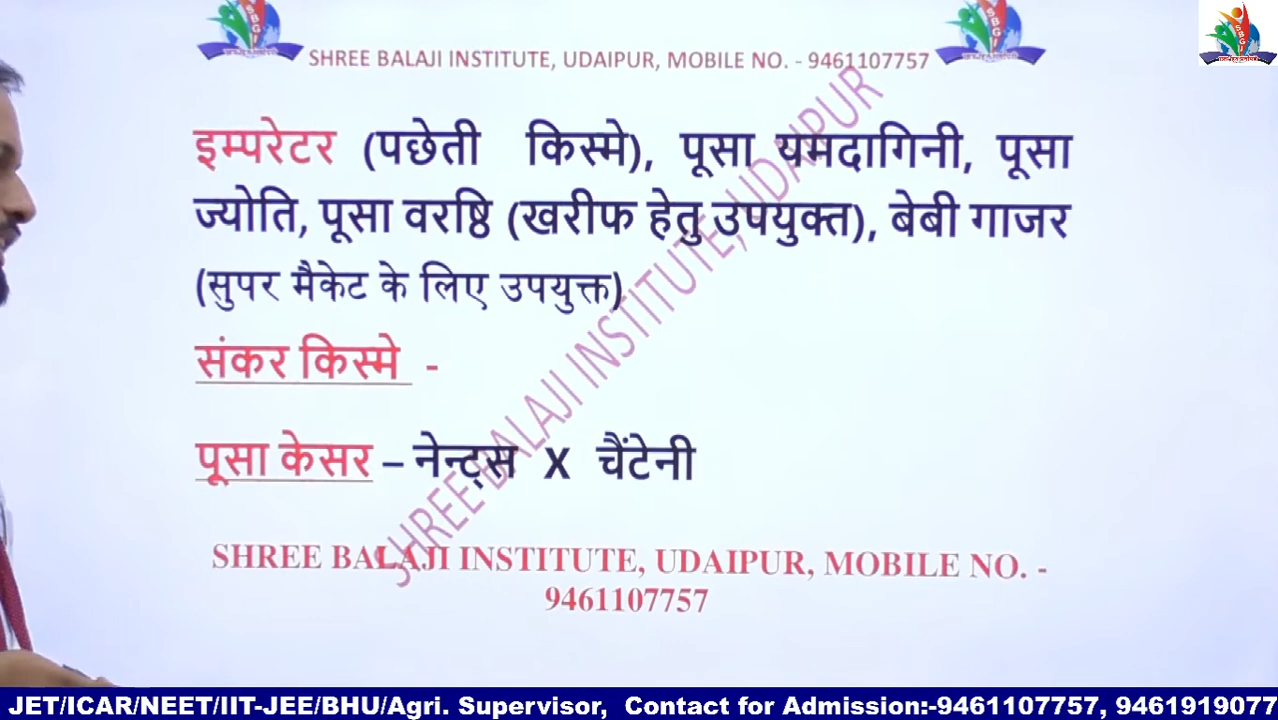 SHREE BALAJI INSTITUTE, UDAIPUR, MOBILE NO. - 9461107757
इम्परेटर (पछेती किस्मे), पूसा यमदागिनी, पूसा
ज्योति, पूसा वरष्ठि (खरीफ हेतु उपयुक्त), बेबी गाजर
(सुपर मैकेट के लिए उपयुक्त)
संकर किस्मे -
पूसा केसर – नेन्ट्स X चैंटेनी
SHREE BALAJI INSTITUTE, UDAIPUR
SHREE BALAJI INSTITUTE, UDAIPUR, MOBILE NO. -
9461107757
JET/ICAR/NEET/IIT-JEE/BHU/Agri. Supervisor, Contact for Admission:-9461107757, 9461919077